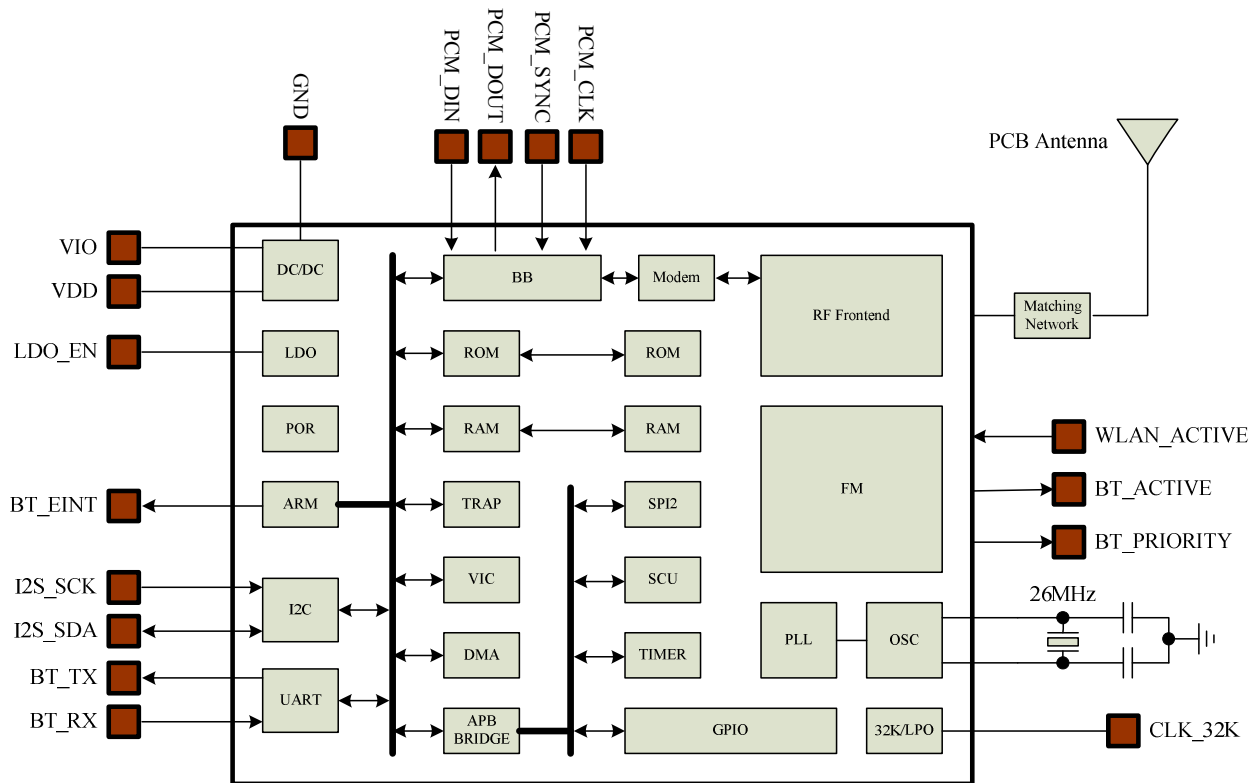 GND
PCM_DIN
PCM_DOUT
PCM_SYNC
PCM_CLK
PCB Antenna
VIO
VDD
LDO_EN
BT_EINT
I2S_SCK
I2S_SDA
BT_TX
BT_RX
DC/DC
LDO
POR
ARM
I2C
UART
BB
Modem
ROM
ROM
RAM
RAM
TRAP
SPI2
VIC
SCU
DMA
TIMER
APB
BRIDGE
GPIO
RF Frontend
FM
PLL
OSC
32K/LPO
Matching
Network
WLAN_ACTIVE
BT_ACTIVE
BT_PRIORITY
26MHz
CLK_32K